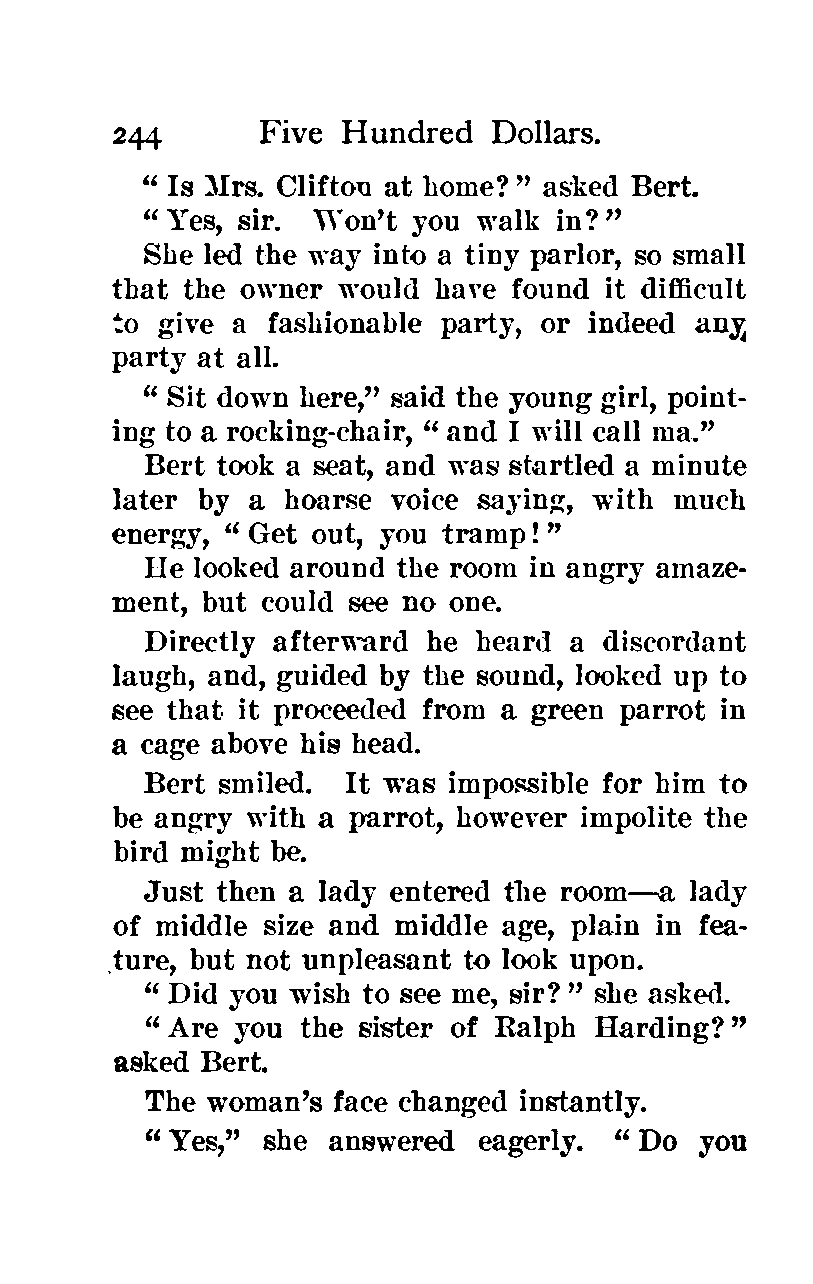 244 Five Hundred Dollars.
“ Is Mrs. Clifton at home? ” asked Bert.
“ Yes, sir. Won’t you walk in? ”
She led the way into a tiny parlor, so small
that the owner would have found it difficult
to give a fashionable party, or indeed any
party at all.
“ Sit down here,” said the young girl, point-
ing to a rocking-chair, “ and I will call ma.”
Bert took a seat, and was startled a minute
later by a hoarse voice saying, with much
energy, “ Get out, you tramp! ”
He looked around the room in angry amaze-
ment, but could see no one.
Directly afterward he heard a discordant
laugh, and, guided by the sound, looked up to
see that it proceeded from a green parrot in
a cage above his head.
Bert smiled. It was impossible for him to
be angry with a parrot, however impolite the
bird might be.
Just then a lady entered the room—a lady
of middle size and middle age, plain in fea-
ture, but not unpleasant to look upon.
“ Did you wish to see me, sir? ” she asked.
“ Are you the sister of Ralph Harding? ”
asked Bert.
The woman’s face changed instantly.
“ Yes,” she answered eagerly. “ Do you